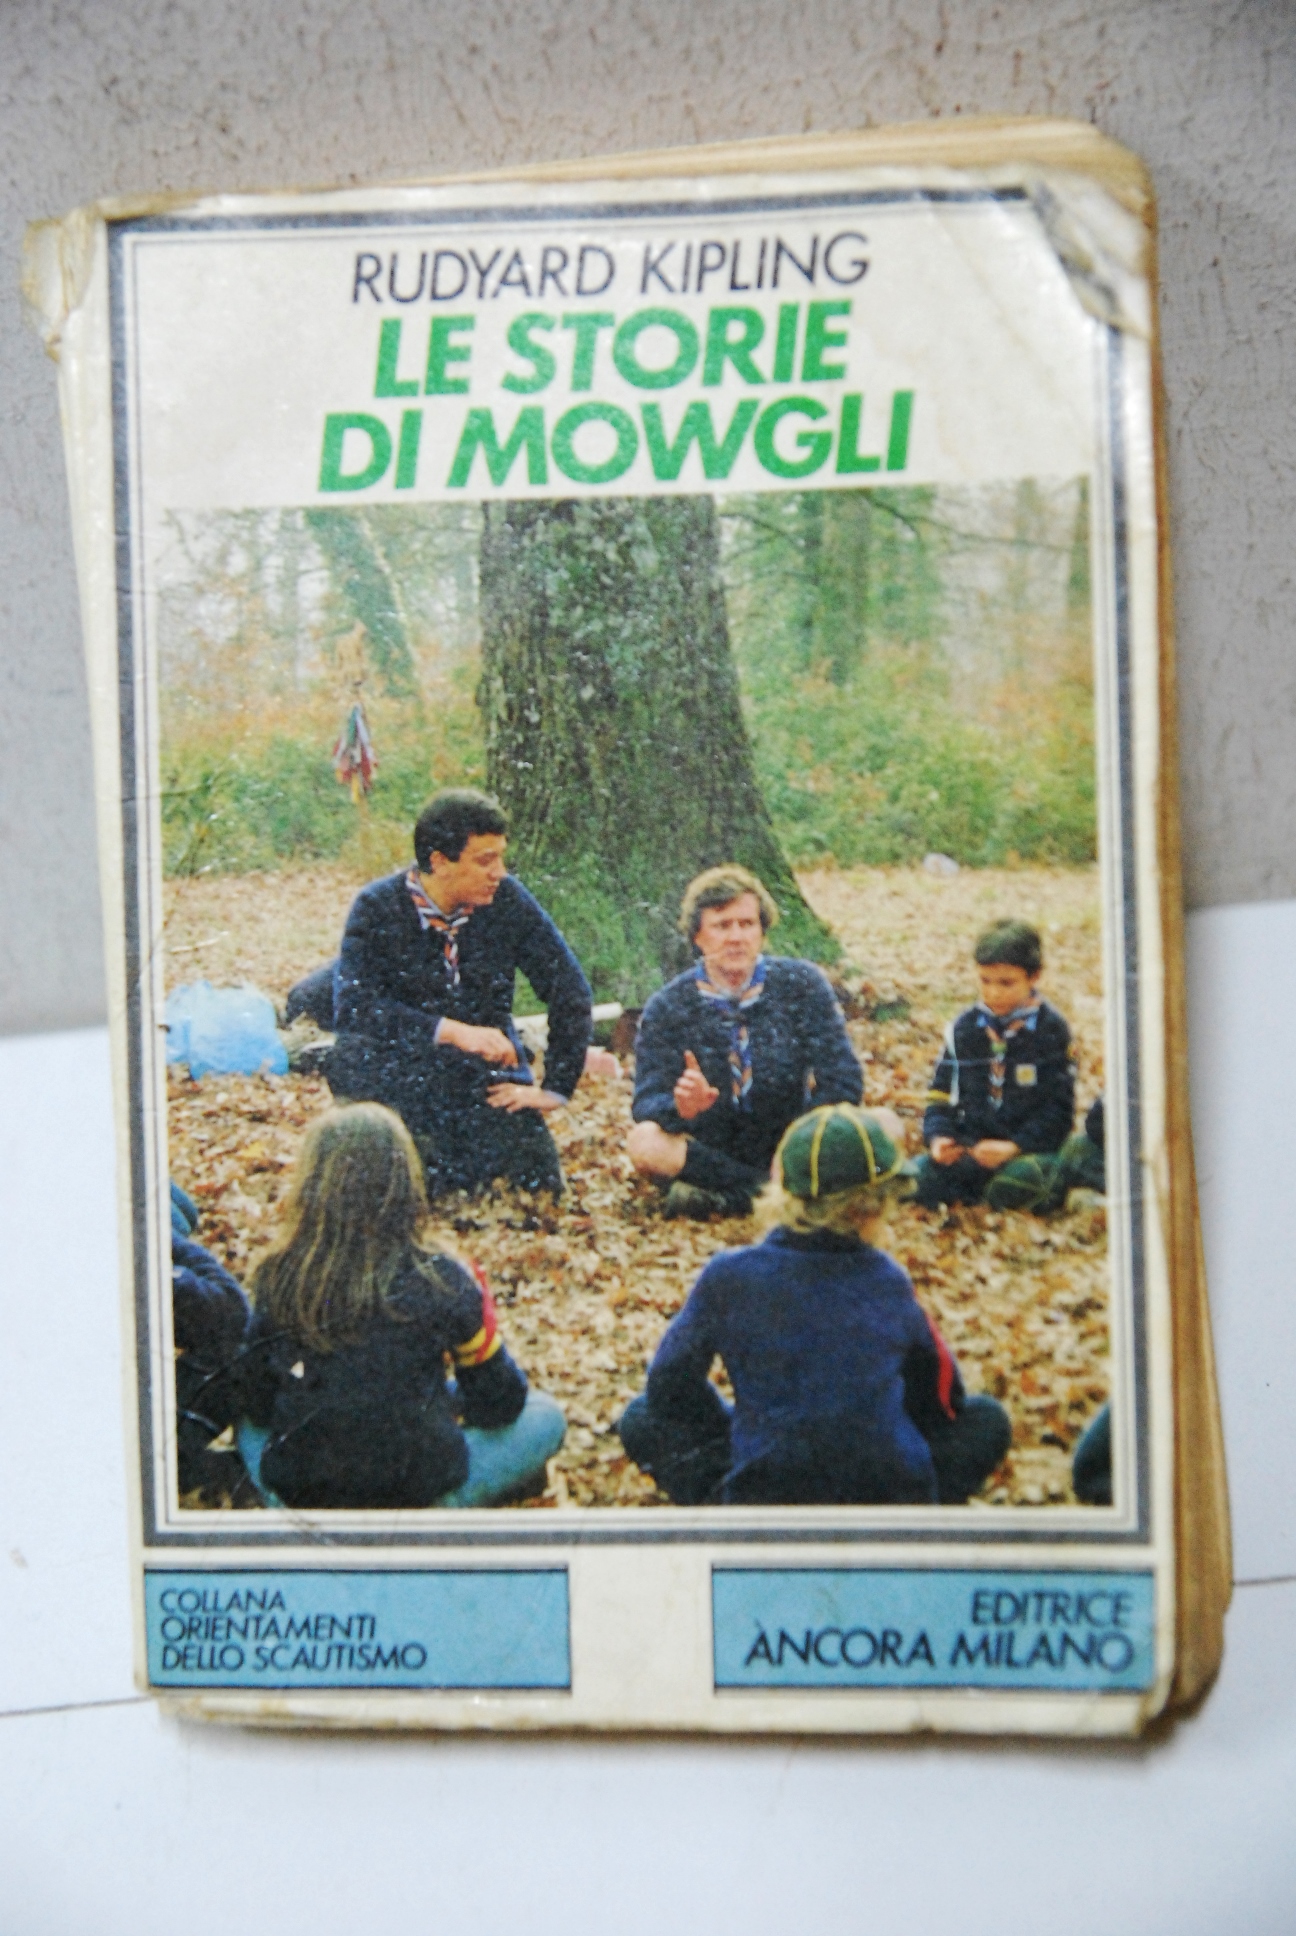 RUDYARD KIPLING
LE STORIE
DI MOWGLI
COLLANA
ORIENTAMENTI
DELLO SCAUTISMO
EDITRICE
ÀNCORA MILANO